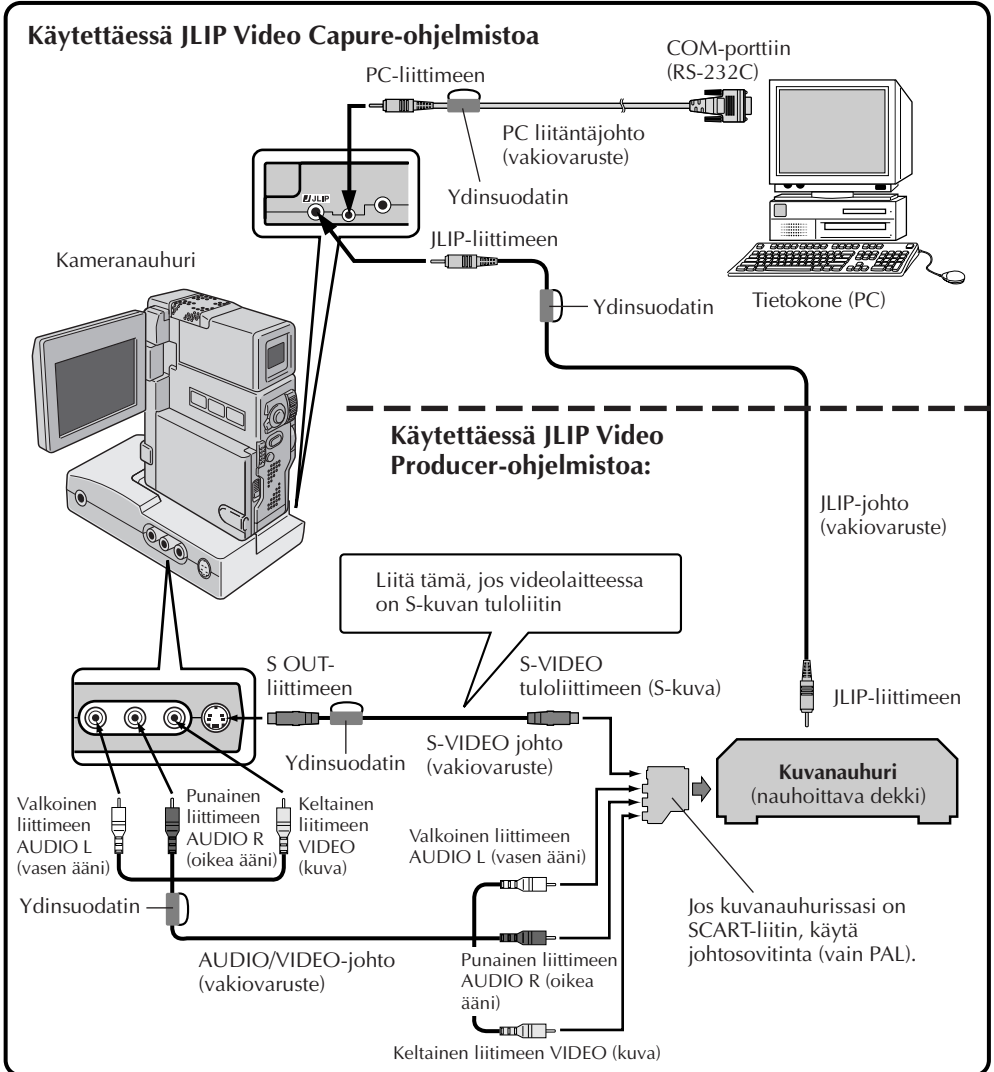 Käytettäessä JLIP Video Capure-ohjelmistoa
COM-porttiin
(RS-232C)
PC-liittimeen
PC liitäntäjohto
(vakiovaruste)
Ydinsuodatin
JLIP
JLIP-liittimeen
Kameranauhuri
Ydinsuodatin
Tietokone (PC)
Käytettäessä JLIP Video
Producer-ohjelmistoa:
JLIP-johto
(vakiovaruste)
Liitä tämä, jos videolaitteessa
on S-kuvan tuloliitin
S OUT-
liittimeen
S-VIDEO
tuloliittimeen (S-kuva)
JLIP-liittimeen
Ydinsuodatin
S-VIDEO johto
(vakiovaruste)
Kuvanauhuri
(nauhoittava dekki)
Valkoinen
liittimeen
AUDIO L
(vasen ääni)
Punainen
liittimeen
AUDIO R
(oikea ääni)
Keltainen
liitimeen
VIDEO
(kuva)
Valkoinen liittimeen
AUDIO L (vasen ääni)
Ydinsuodatin
Jos kuvanauhurissasi on
SCART-liitin, käytä
johtosovitinta (vain PAL).
AUDIO/VIDEO-johto
(vakiovaruste)
Punainen liittimeen
AUDIO R (oikea
ääni)
Keltainen liitimeen VIDEO (kuva)